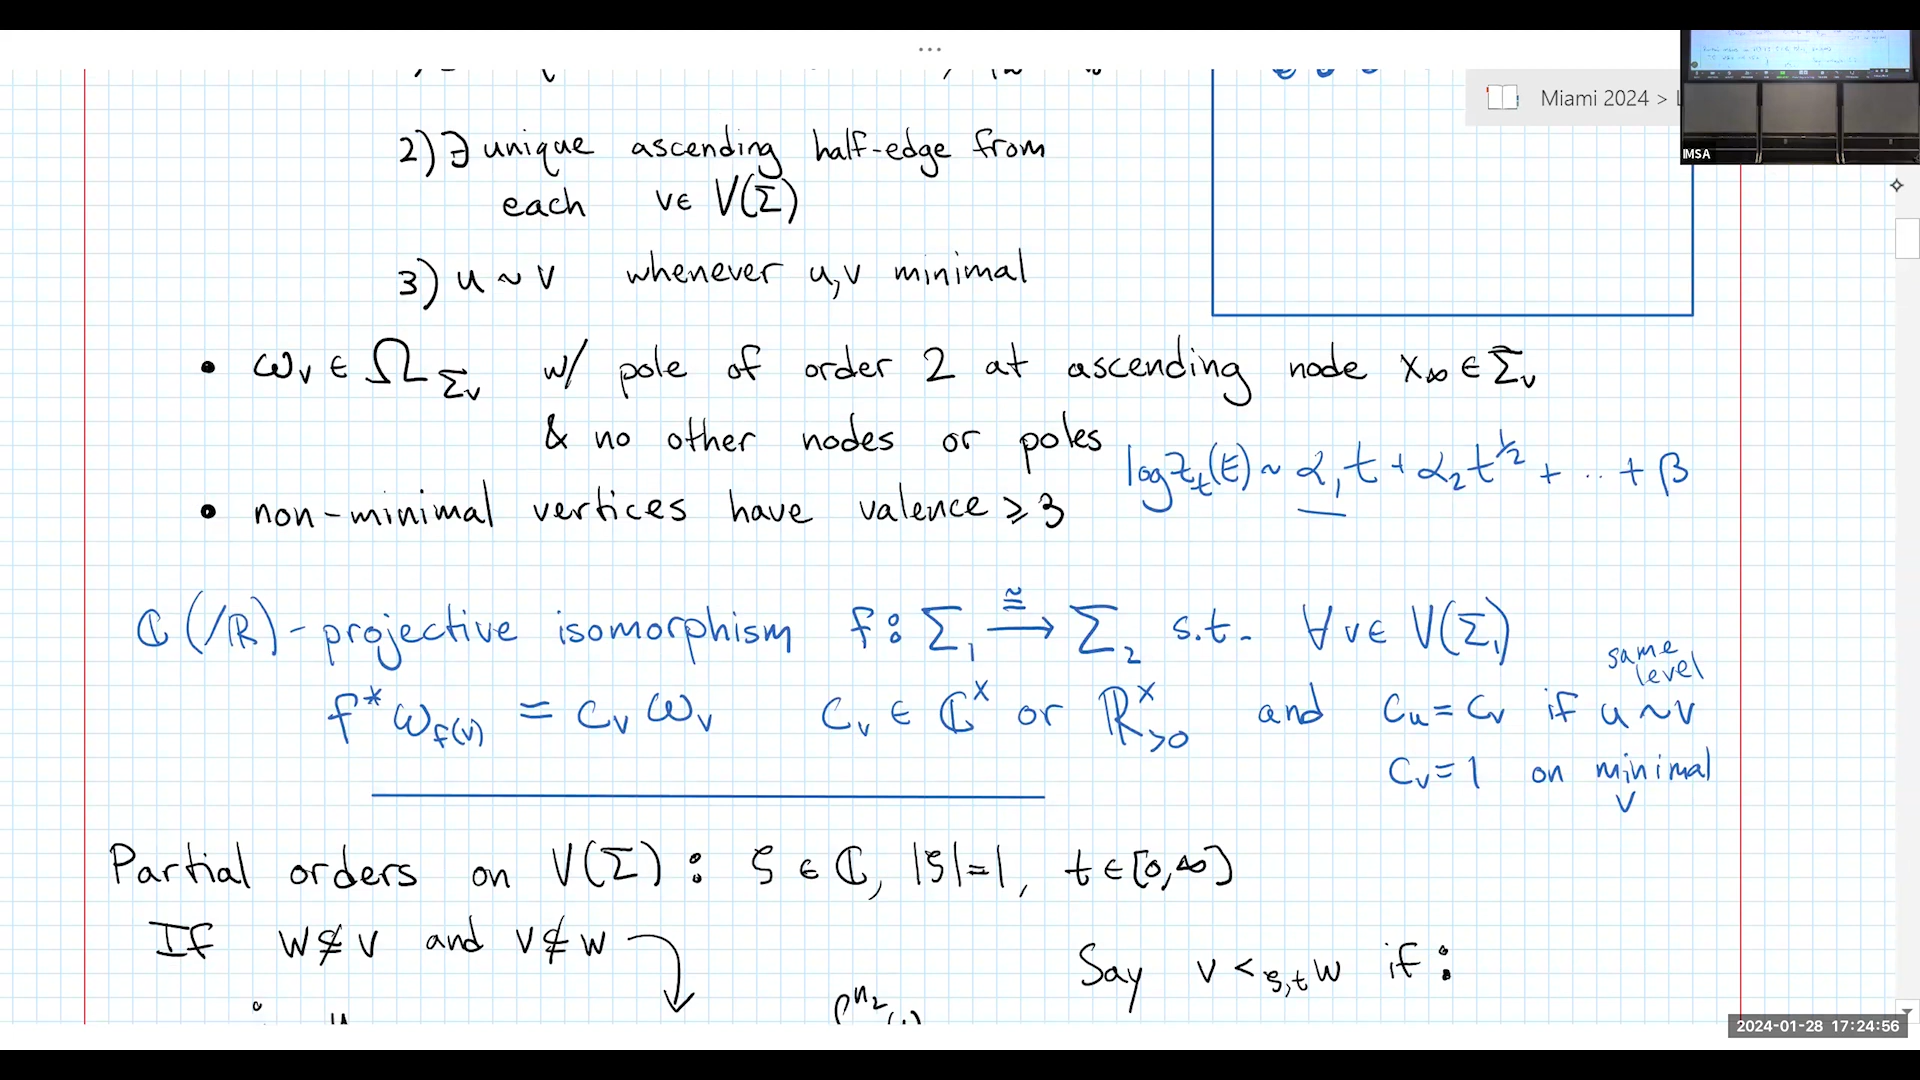 Miami 2024 >
IMSA
2) ∃ unique ascending half-edge from
each v ∈ V(Σ)
3) u ~ v whenever u,v minimal
• ω_v ∈ Ω_{Σ_v} w/ pole of order 2 at ascending node x_∞ ∈ Σ_v
& no other nodes or poles
log Z_t(E) ~ α_1 t + α_2 t^{1/2} + ... + β
• non-minimal vertices have valence ≥ 3
ℂ(/ℝ)-projective isomorphism f: Σ_1 ≅→ Σ_2 s.t. ∀ v ∈ V(Σ_1)
same
level
f^* ω_{f(v)} = c_v ω_v c_v ∈ ℂ^× or ℝ^×_{>0} and c_u = c_v if u ~ v
c_v = 1 on minimal
v
Partial orders on V(Σ): ζ ∈ ℂ, |ζ|=1, t ∈ [0,∞)
If w ≰ v and v ≰ w
Say v <_{ζ,t} w if:
2024-01-28 17:24:56